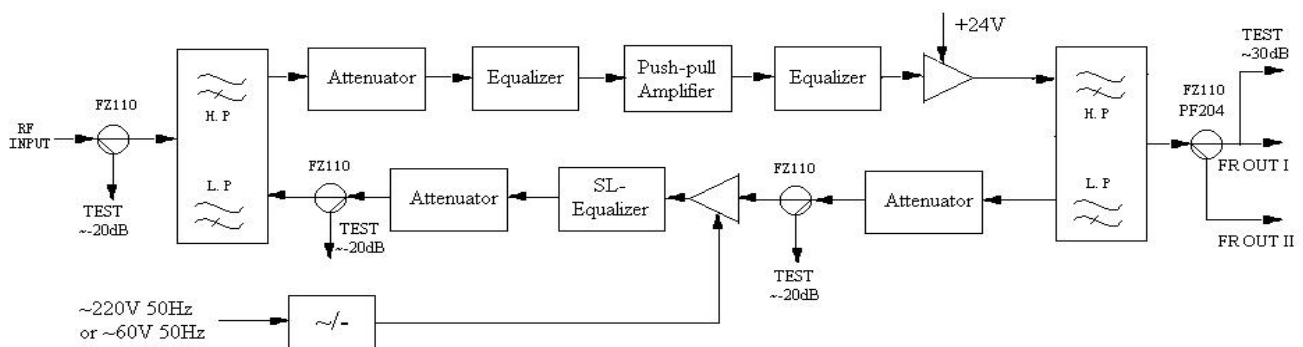 +24V
TEST
~30dB
FZ110
Attenuator
Equalizer
Push-pull
Amplifier
Equalizer
FZ110
PF204
H. P
H. P
RF
INPUT
FR OUT I
TEST
~-20dB
L. P
FZ110
TEST
~-20dB
Attenuator
SL-
Equalizer
FZ110
TEST
~-20dB
Attenuator
L. P
FR OUT II
~220V 50Hz
or ~60V 50Hz
~/-